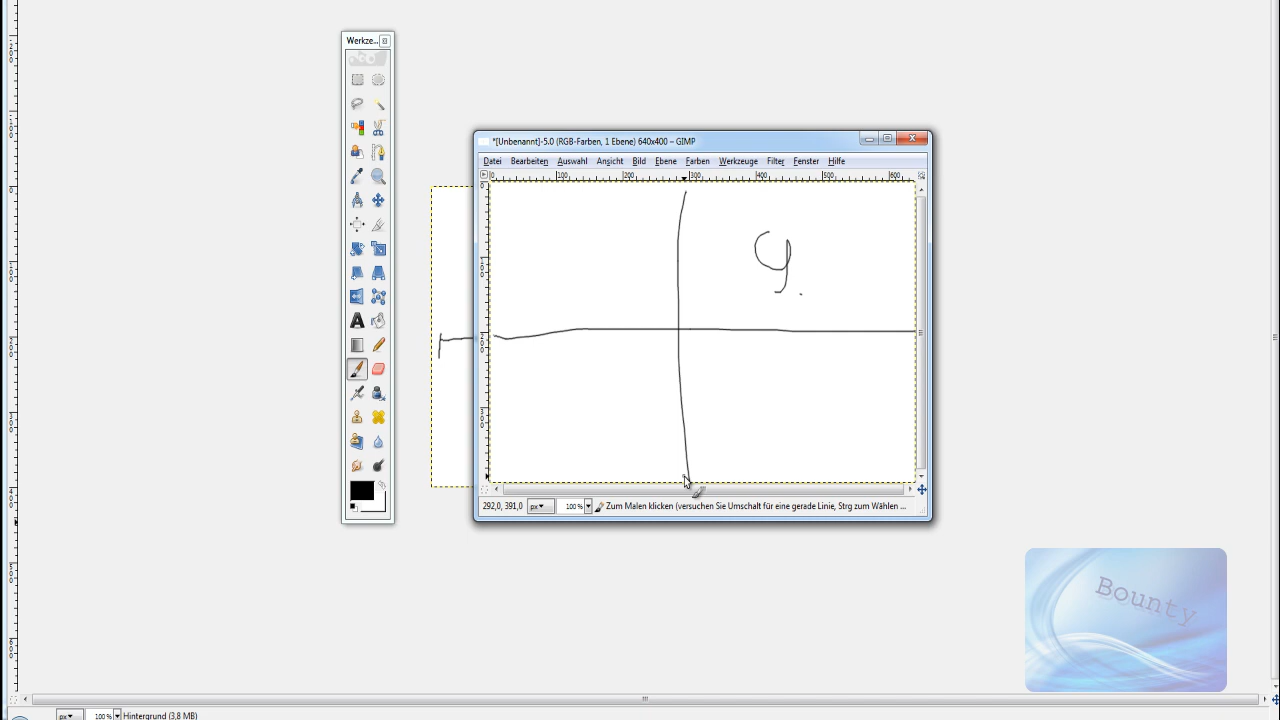 Werkze...
*[Unbenannt]-5.0 (RGB-Farben, 1 Ebene) 640x400 – GIMP
Datei Bearbeiten Auswahl Ansicht Bild Ebene Farben Werkzeuge Filter Fenster Hilfe
0 100 200 300 400 500 600
g.
292,0, 391,0 px 100 % Zum Malen klicken (versuchen Sie Umschalt für eine gerade Linie, Strg zum Wählen ...
Bounty
px 100 % Hintergrund (3,8 MB)